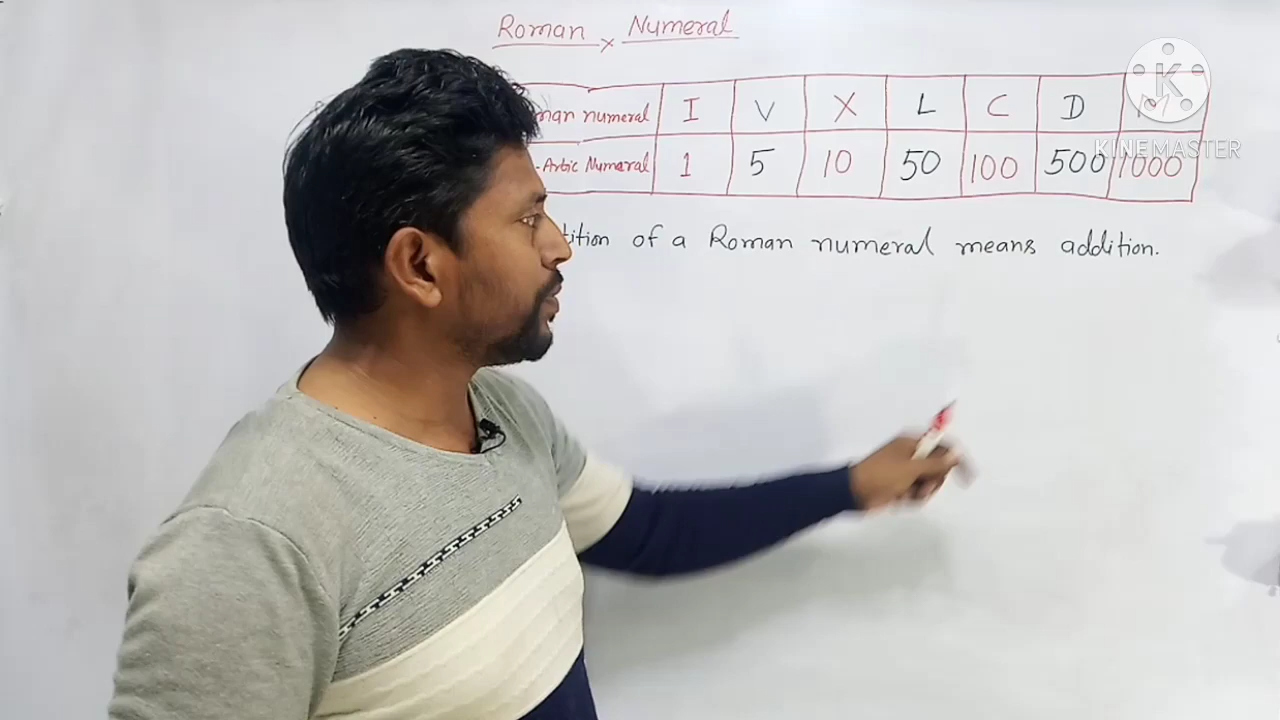 Roman Numeral
man numeral I V X L C D M
-Arbic Numaral 1 5 10 50 100 500 1000
tition of a Roman numeral means addition.
K
KINEMASTER